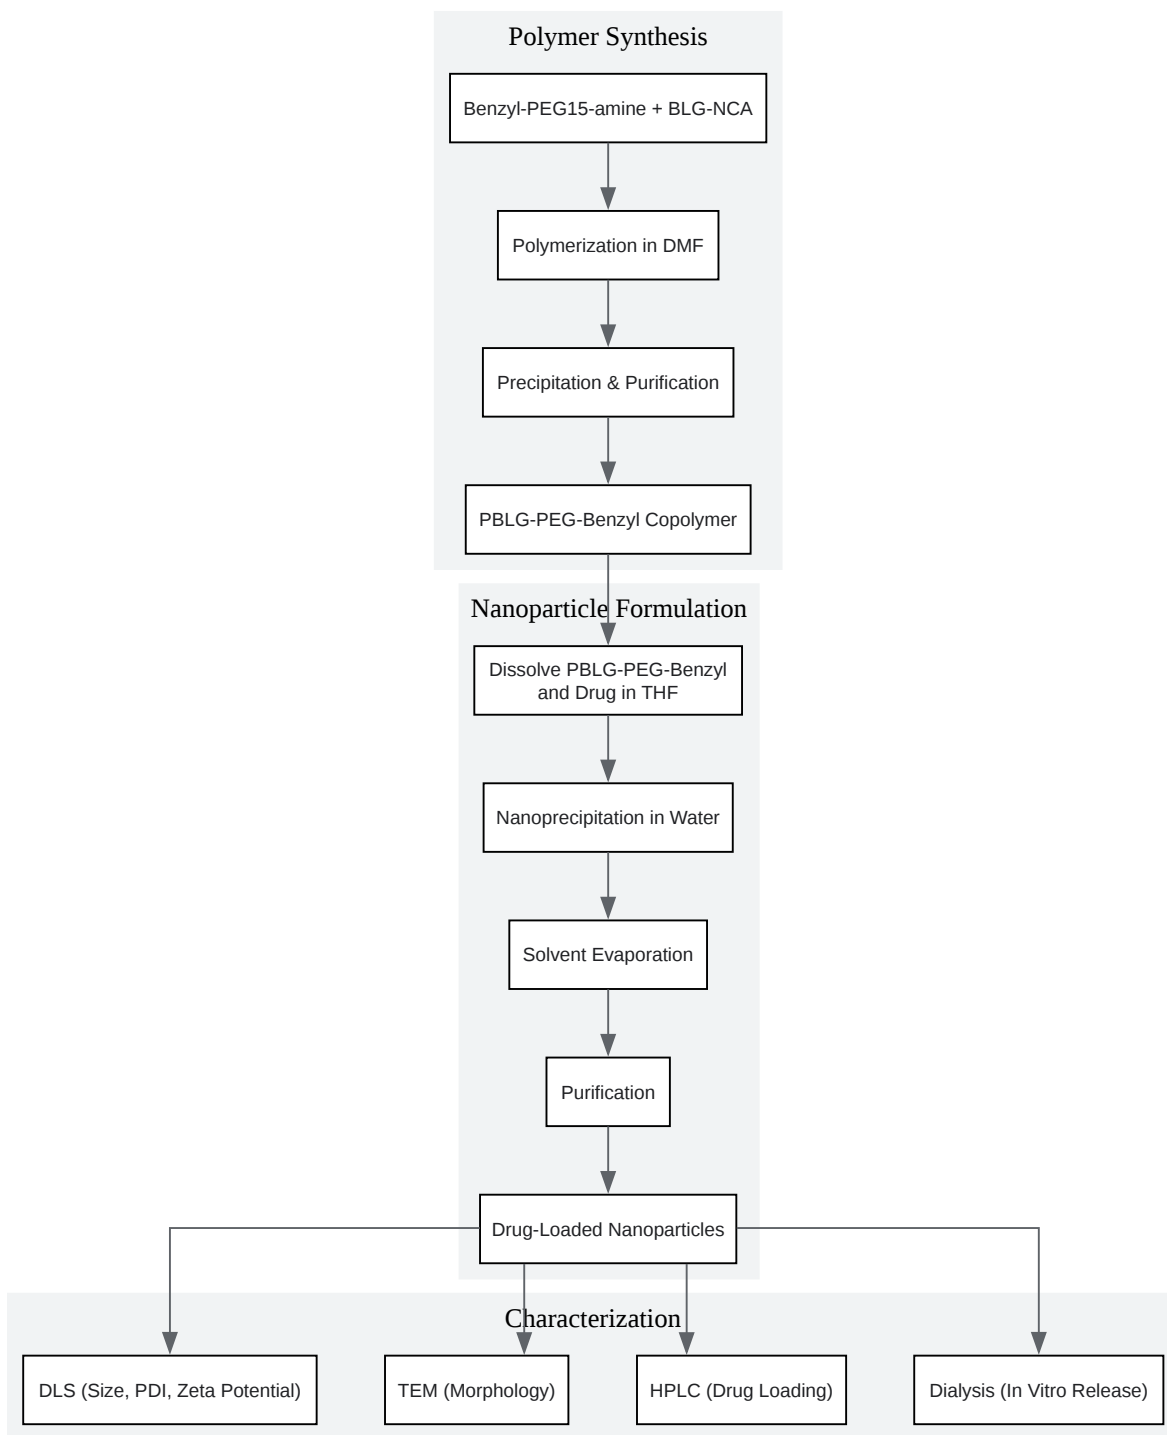 Polymer Synthesis
Benzyl-PEG15-amine + BLG-NCA
Polymerization in DMF
Precipitation & Purification
PBLG-PEG-Benzyl Copolymer
Nanoparticle Formulation
Dissolve PBLG-PEG-Benzyl
and Drug in THF
Nanoprecipitation in Water
Solvent Evaporation
Purification
Drug-Loaded Nanoparticles
Characterization
DLS (Size, PDI, Zeta Potential)
TEM (Morphology)
HPLC (Drug Loading)
Dialysis (In Vitro Release)